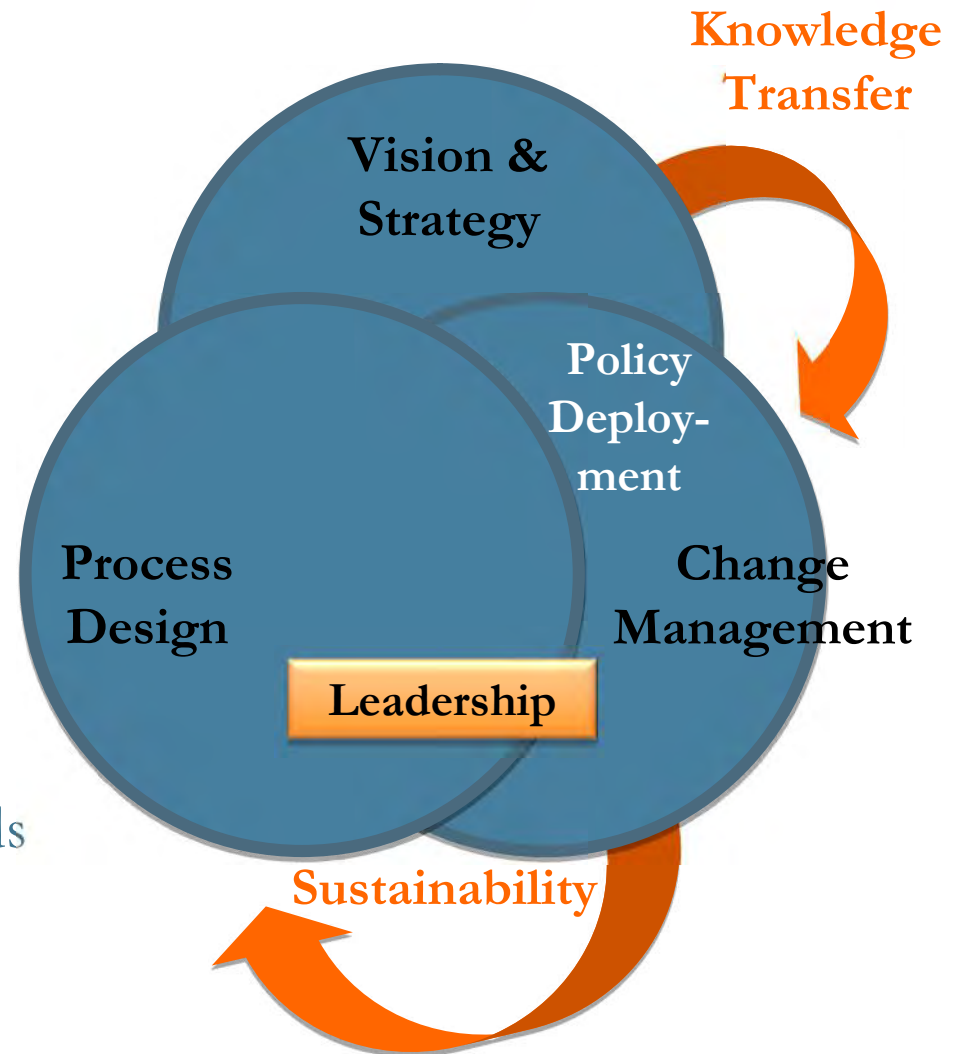 Knowledge
Transfer
Vision &
Strategy
Policy
Deploy-
ment
Process
Design
Change
Management
Leadership
Sustainability